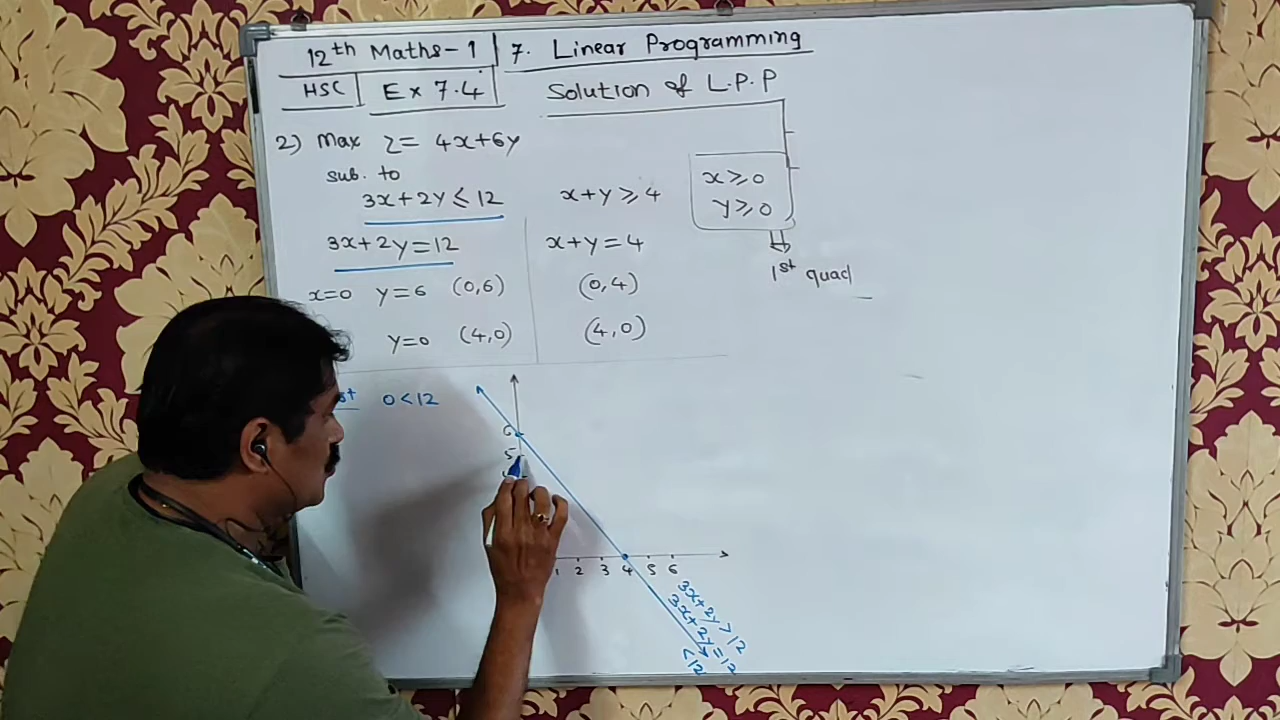 12th Maths-1 | 7. Linear Programming
HSC | Ex 7.4 | Solution of L.P.P
2) Max Z= 4x+6y
sub. to
3x+2y≤12 x+y≥4 x≥0
y≥0
3x+2y=12 x+y=4
1st quad
x=0 y=6 (0,6) (0,4)
y=0 (4,0) (4,0)
0<12
6
5
1 2 3 4 5 6
3x+2y>12
3x+2y=12
<12